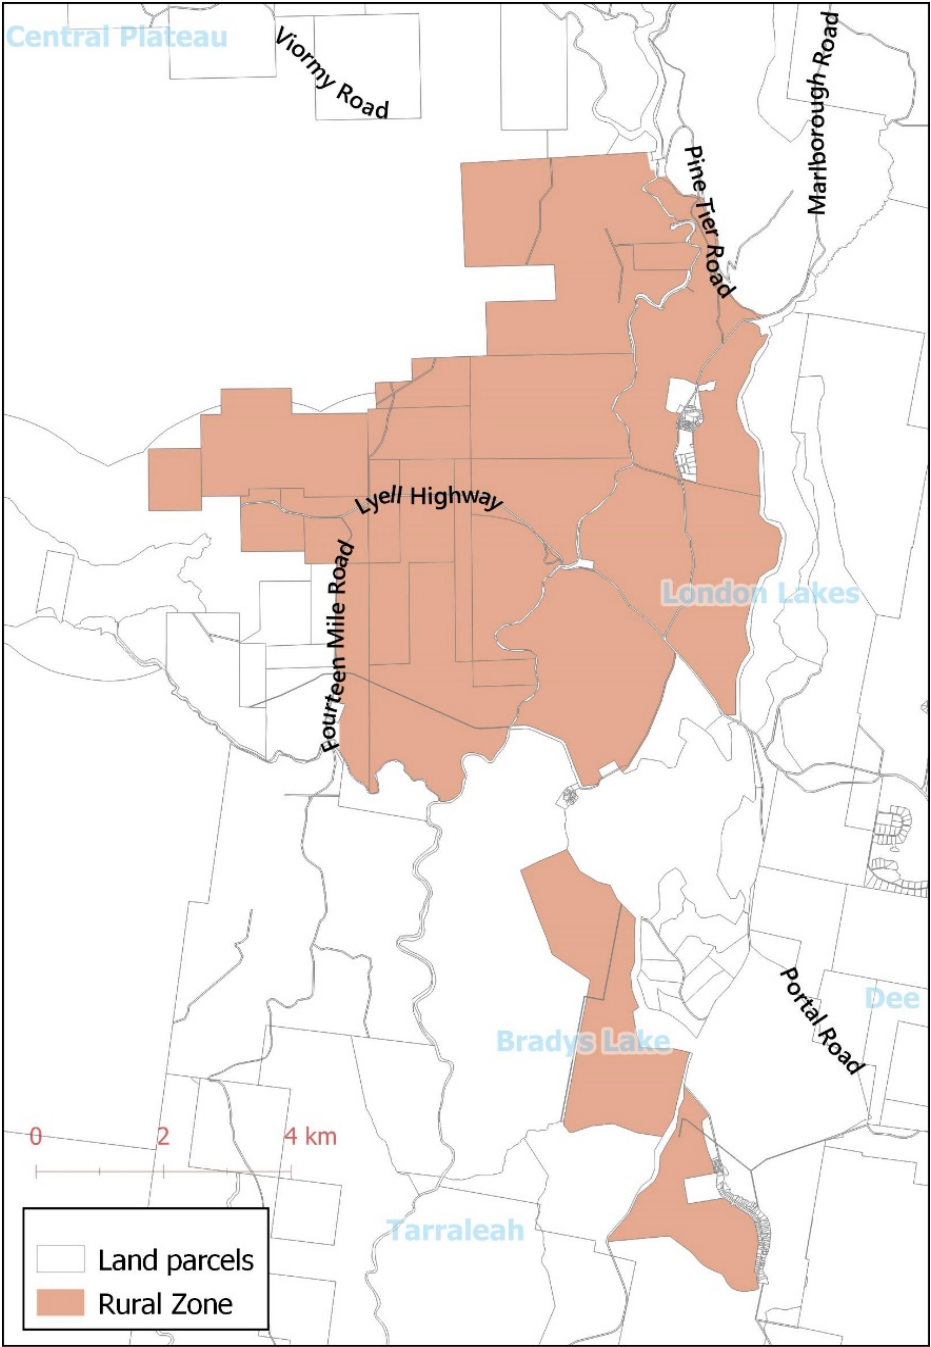 Central Plateau
Viormy Road
Marlborough Road
Pine Tier Road
Lyell Highway
London Lakes
Fourteen Mile Road
Portal Road
Dee
Bradys Lake
0 2 4 km
Tarraleah
Land parcels
Rural Zone